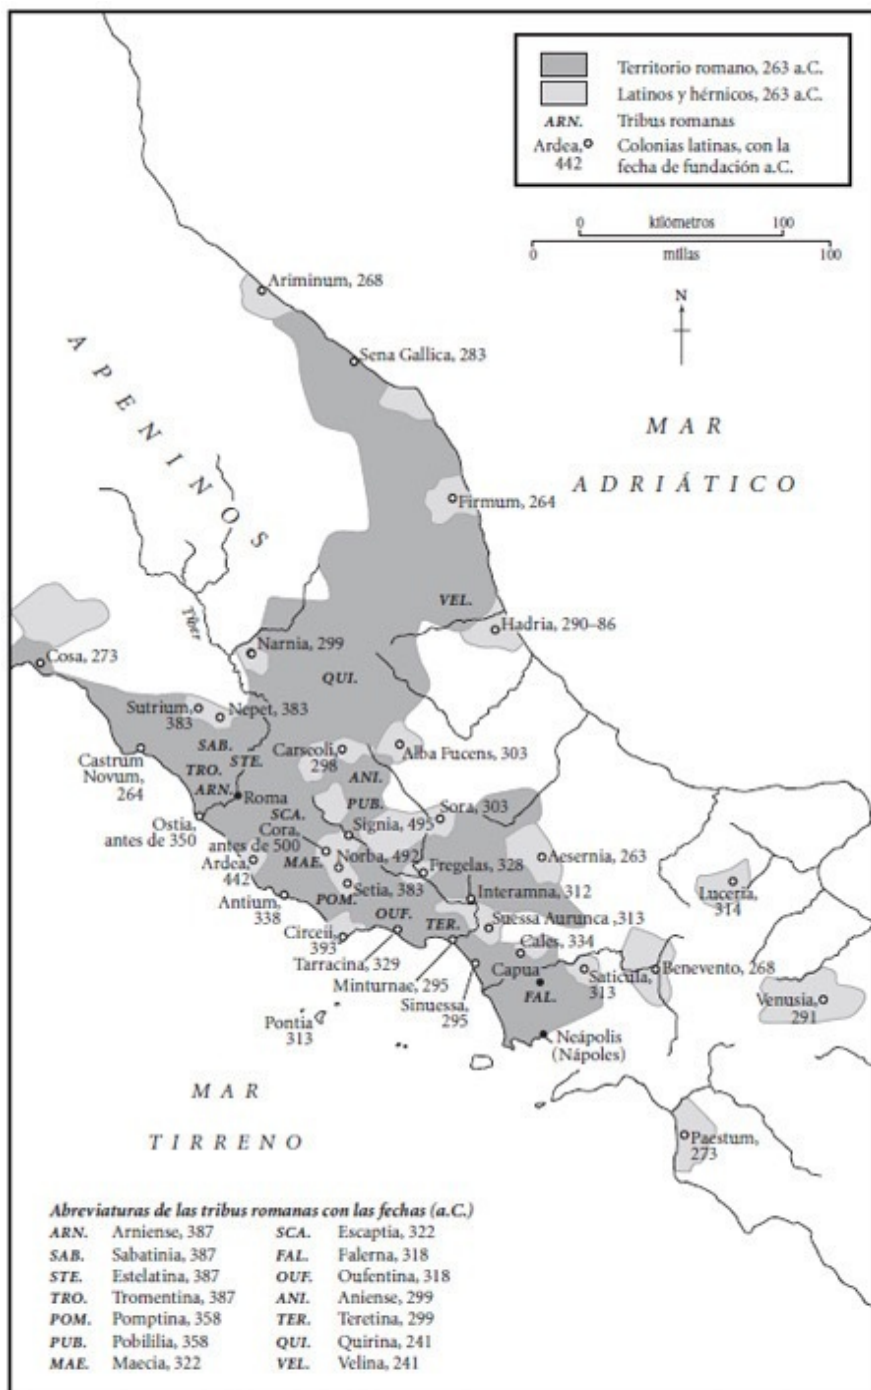 Territorio romano, 263 a.C.
Latinos y hérnicos, 263 a.C.
ARN. Tribus romanas
Ardea, Colonias latinas, con la
442 fecha de fundación a.C.
0 kilómetros 100
0 millas 100
N
Ariminum, 268
APENINOS
Sena Gallica, 283
MAR
ADRIÁTICO
Firmum, 264
VEL.
Tíber
Hadria, 290–86
Narnia, 299
Cosa, 273
QUI.
Sutrium,
383
Nepet, 383
SAB.
STE.
Carseoli,
298
Alba Fucens, 303
Castrum
Novum,
264
TRO.
ANI.
ARN.
Roma
PUB.
Sora, 303
SCA.
Ostia,
antes de 350
Signia, 495
Cora,
antes de 500
Ardea,
442
MAE.
Norba, 492
Fregelas, 328
Aesernia, 263
Luceria,
314
Setia, 383
Interamna, 312
Antium,
338
POM.
OUF.
TER.
Suessa Aurunca ,313
Circeii,
393
Cales, 334
Tarracina, 329
Capua
Saticula,
313
Benevento, 268
Minturnae, 295
Sinuessa,
295
FAL.
Venusia,
291
Pontia
313
Neápolis
(Nápoles)
MAR
TIRRENO
Paestum,
273
Abreviaturas de las tribus romanas con las fechas (a.C.)
ARN. Arniense, 387 SCA. Escaptia, 322
SAB. Sabatinia, 387 FAL. Falerna, 318
STE. Estelatina, 387 OUF. Oufentina, 318
TRO. Tromentina, 387 ANI. Aniense, 299
POM. Pomptina, 358 TER. Teretina, 299
PUB. Pobililia, 358 QUI. Quirina, 241
MAE. Maecia, 322 VEL. Velina, 241